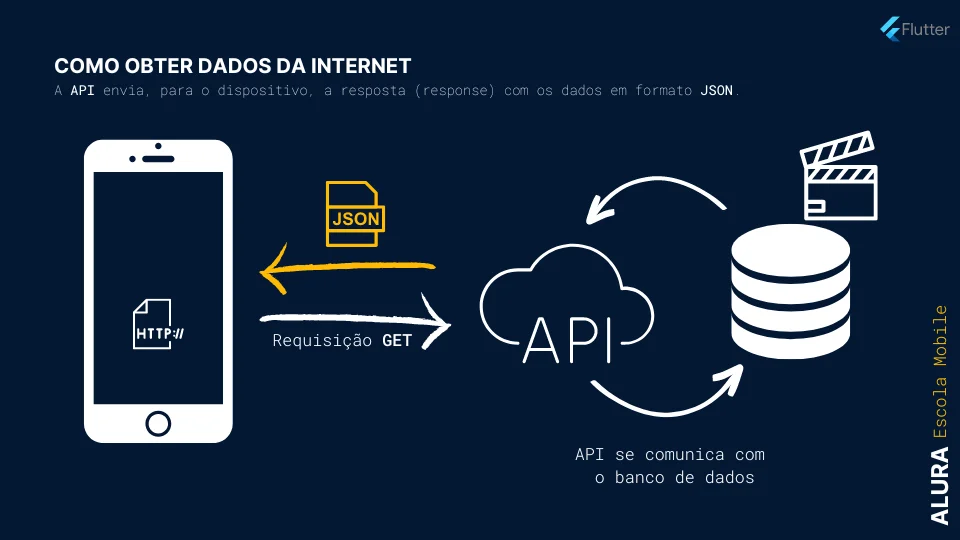 Flutter
COMO OBTER DADOS DA INTERNET
A API envia, para o dispositivo, a resposta (response) com os dados em formato JSON.
JSON
HTTP://
Requisição GET
API
API se comunica com
o banco de dados
ALURA Escola Mobile